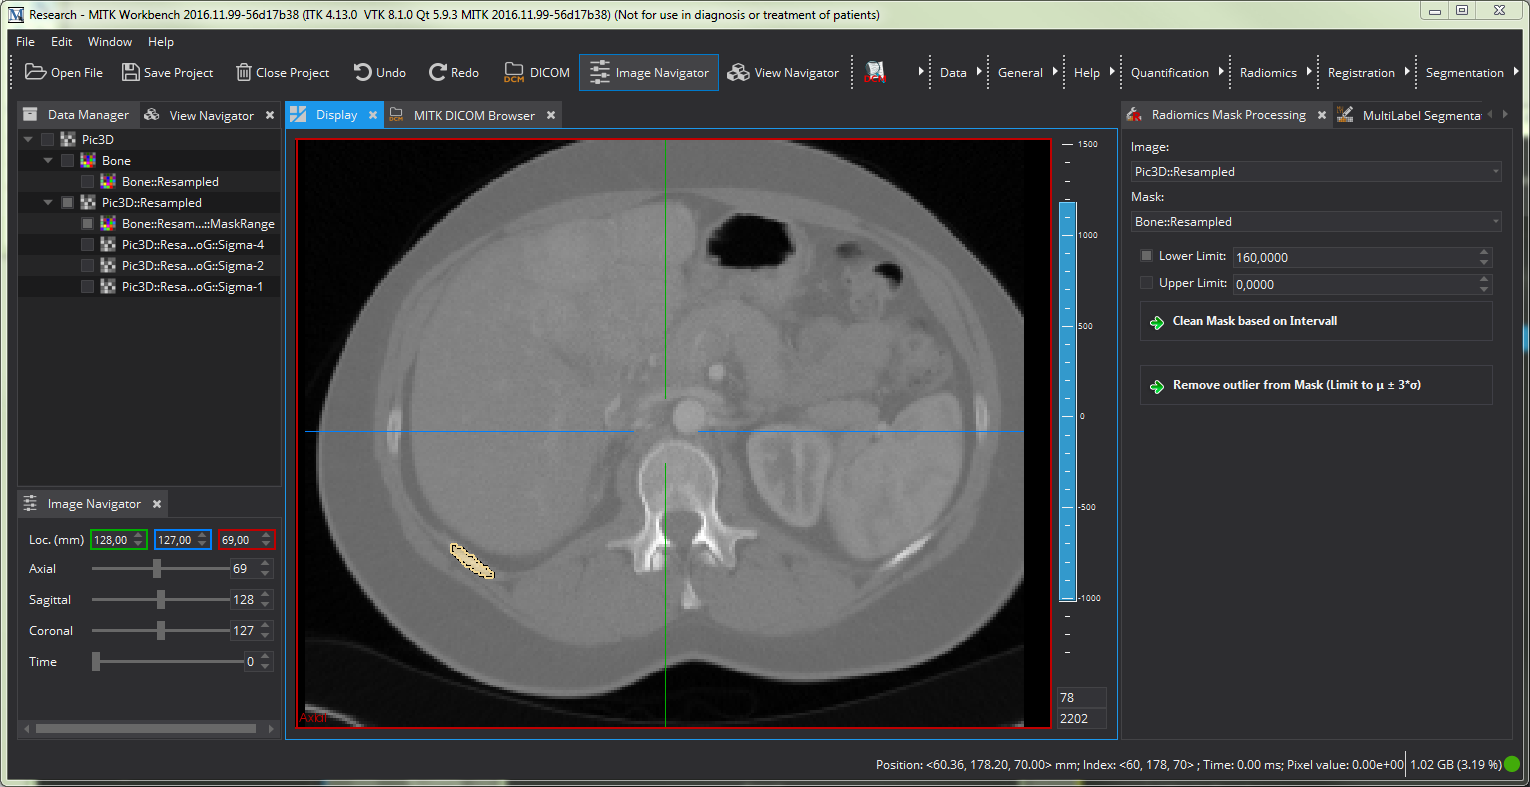 Research - MITK Workbench 2016.11.99-56d17b38 (ITK 4.13.0 VTK 8.1.0 Qt 5.9.3 MITK 2016.11.99-56d17b38) (Not for use in diagnosis or treatment of patients)
File Edit Window Help
Open File Save Project Close Project Undo Redo DICOM Image Navigator View Navigator Data General Help Quantification Radiomics Registration Segmentation
Data Manager View Navigator
Pic3D
Bone
Bone::Resampled
Pic3D::Resampled
Bone::Resam...::MaskRange
Pic3D::Resa...oG::Sigma-4
Pic3D::Resa...oG::Sigma-2
Pic3D::Resa...oG::Sigma-1
Image Navigator
Loc. (mm) 128,00 127,00 69,00
Axial 69
Sagittal 128
Coronal 127
Time 0
Display MITK DICOM Browser
Axial
1500
1000
500
0
-500
-1000
78
2202
Radiomics Mask Processing MultiLabel Segmenta
Image:
Pic3D::Resampled
Mask:
Bone::Resampled
Lower Limit: 160,0000
Upper Limit: 0,0000
Clean Mask based on Intervall
Remove outlier from Mask (Limit to µ ± 3*σ)
Position: <60.36, 178.20, 70.00> mm; Index: <60, 178, 70> ; Time: 0.00 ms; Pixel value: 0.00e+00 1.02 GB (3.19 %)